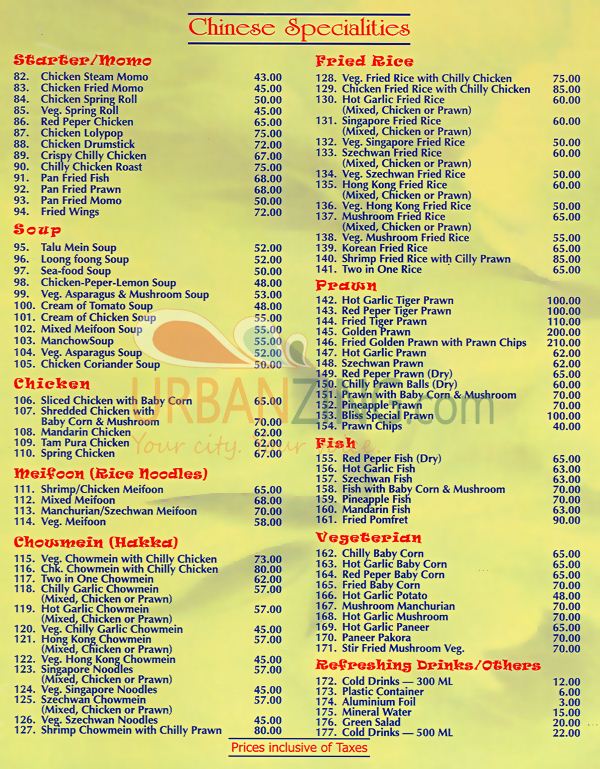 Chinese Specialities
Starter/Momo
82. Chicken Steam Momo 43.00
83. Chicken Fried Momo 45.00
84. Chicken Spring Roll 50.00
85. Veg. Spring Roll 45.00
86. Red Peper Chicken 65.00
87. Chicken Lolypop 75.00
88. Chicken Drumstick 72.00
89. Crispy Chilly Chicken 67.00
90. Chilly Chicken Roast 75.00
91. Pan Fried Fish 68.00
92. Pan Fried Prawn 68.00
93. Pan Fried Momo 50.00
94. Fried Wings 72.00
Soup
95. Talu Mein Soup 52.00
96. Loong foong Soup 52.00
97. Sea-food Soup 50.00
98. Chicken-Peper-Lemon Soup 48.00
99. Veg. Asparagus & Mushroom Soup 53.00
100. Cream of Tomato Soup 48.00
101. Cream of Chicken Soup 55.00
102. Mixed Meifoon Soup 55.00
103. ManchowSoup 55.00
104. Veg. Asparagus Soup 52.00
105. Chicken Coriander Soup 50.00
Chicken
106. Sliced Chicken with Baby Corn 65.00
107. Shredded Chicken with
Baby Corn & Mushroom 70.00
108. Mandarin Chicken 62.00
109. Tam Pura Chicken 62.00
110. Spring Chicken 67.00
Meifoon (Rice Noodles)
111. Shrimp/Chicken Meifoon 65.00
112. Mixed Meifoon 68.00
113. Manchurian/Szechwan Meifoon 70.00
114. Veg. Meifoon 58.00
Chowmein (Hakka)
115. Veg. Chowmein with Chilly Chicken 73.00
116. Chk. Chowmein with Chilly Chicken 80.00
117. Two in One Chowmein 62.00
118. Chilly Garlic Chowmein 57.00
(Mixed, Chicken or Prawn)
119. Hot Garlic Chowmein 57.00
(Mixed, Chicken or Prawn)
120. Veg. Chilly Garlic Chowmein 45.00
121. Hong Kong Chowmein 57.00
(Mixed, Chicken or Prawn)
122. Veg. Hong Kong Chowmein 45.00
123. Singapore Noodles 57.00
(Mixed, Chicken or Prawn)
124. Veg. Singapore Noodles 45.00
125. Szechwan Chowmein 57.00
(Mixed, Chicken or Prawn)
126. Veg. Szechwan Noodles 45.00
127. Shrimp Chowmein with Chilly Prawn 80.00
Fried Rice
128. Veg. Fried Rice with Chilly Chicken 75.00
129. Chicken Fried Rice with Chilly Chicken 85.00
130. Hot Garlic Fried Rice 60.00
(Mixed, Chicken or Prawn)
131. Singapore Fried Rice 60.00
(Mixed, Chicken or Prawn)
132. Veg. Singapore Fried Rice 50.00
133. Szechwan Fried Rice 60.00
(Mixed, Chicken or Prawn)
134. Veg. Szechwan Fried Rice 50.00
135. Hong Kong Fried Rice 60.00
(Mixed, Chicken or Prawn)
136. Veg. Hong Kong Fried Rice 50.00
137. Mushroom Fried Rice 65.00
(Mixed, Chicken or Prawn)
138. Veg. Mushroom Fried Rice 55.00
139. Korean Fried Rice 65.00
140. Shrimp Fried Rice with Cilly Prawn 85.00
141. Two in One Rice 65.00
Prawn
142. Hot Garlic Tiger Prawn 100.00
143. Red Peper Tiger Prawn 100.00
144. Fried Tiger Prawn 110.00
145. Golden Prawn 200.00
146. Fried Golden Prawn with Prawn Chips 210.00
147. Hot Garlic Prawn 62.00
148. Szechwan Prawn 62.00
149. Red Peper Prawn (Dry) 65.00
150. Chilly Prawn Balls (Dry) 60.00
151. Prawn with Baby Corn & Mushroom 70.00
152. Pineapple Prawn 70.00
153. Bliss Special Prawn 100.00
154. Prawn Chips 40.00
Fish
155. Red Peper Fish (Dry) 65.00
156. Hot Garlic Fish 63.00
157. Szechwan Fish 63.00
158. Fish with Baby Corn & Mushroom 70.00
159. Pineapple Fish 70.00
160. Mandarin Fish 63.00
161. Fried Pomfret 90.00
Vegeterian
162. Chilly Baby Corn 65.00
163. Hot Garlic Baby Corn 65.00
164. Red Peper Baby Corn 65.00
165. Fried Baby Corn 70.00
166. Hot Garlic Potato 48.00
167. Mushroom Manchurian 70.00
168. Hot Garlic Mushroom 70.00
169. Hot Garlic Paneer 65.00
170. Paneer Pakora 70.00
171. Stir Fried Mushroom Veg. 70.00
Refreshing Drinks/Others
172. Cold Drinks — 300 ML 12.00
173. Plastic Container 6.00
174. Aluminium Foil 3.00
175. Mineral Water 15.00
176. Green Salad 20.00
177. Cold Drinks — 500 ML 22.00
Prices inclusive of Taxes
URBANZING.com